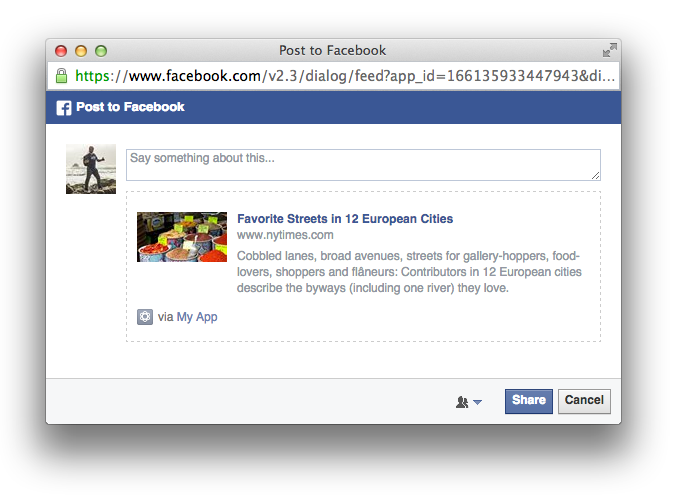 Post to Facebook
https://www.facebook.com/v2.3/dialog/feed?app_id=166135933447943&di...
Post to Facebook
Say something about this...
Favorite Streets in 12 European Cities
www.nytimes.com
Cobbled lanes, broad avenues, streets for gallery-hoppers, food-
lovers, shoppers and flâneurs: Contributors in 12 European cities
describe the byways (including one river) they love.
via My App
Share Cancel